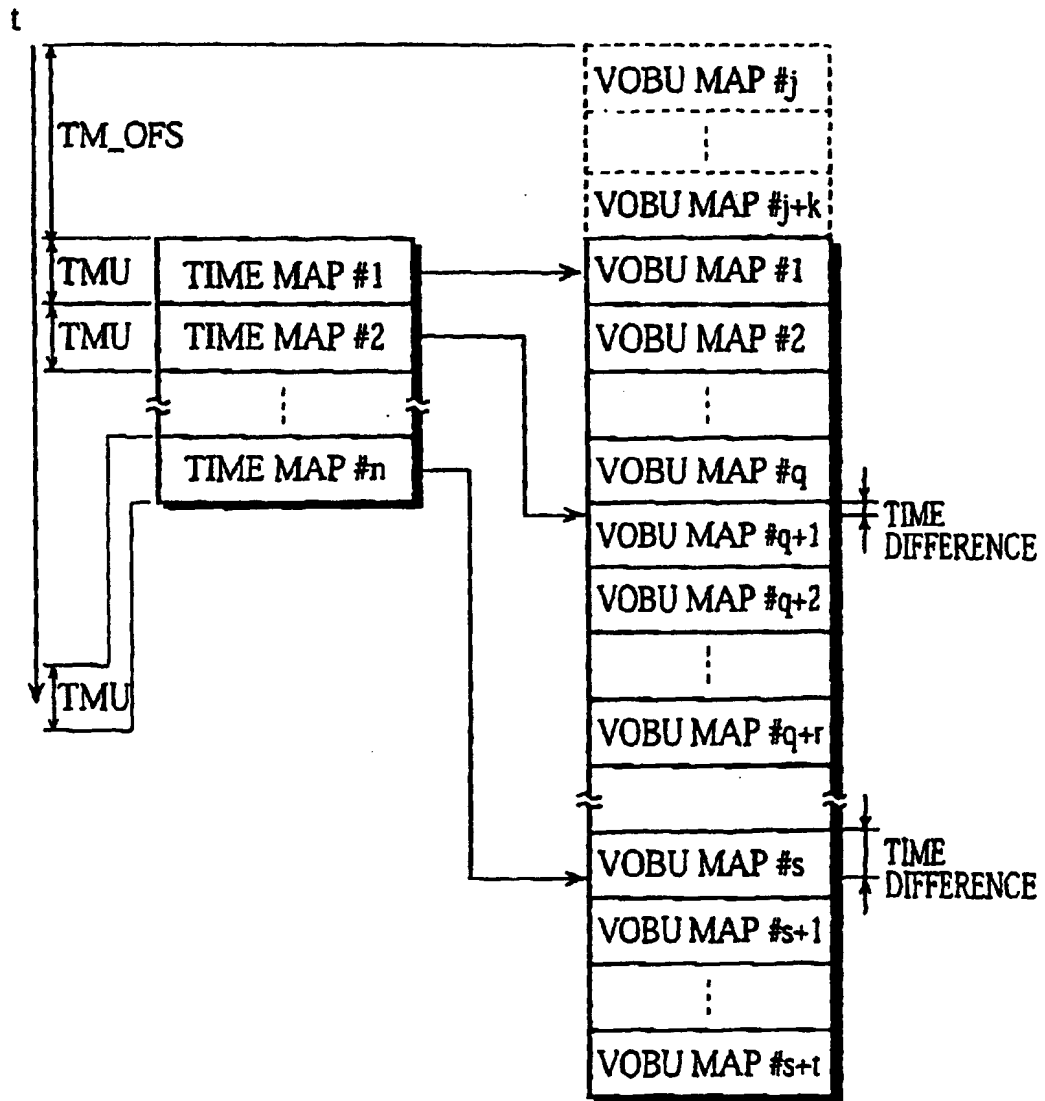 t
VOBU MAP #j
TM_OFS
VOBU MAP #j+k
TMU
TIME MAP #1
VOBU MAP #1
TMU
TIME MAP #2
VOBU MAP #2
VOBU MAP #q
TIME MAP #n
TIME
DIFFERENCE
VOBU MAP #q+1
VOBU MAP #q+2
TMU
VOBU MAP #q+r
VOBU MAP #s
TIME
DIFFERENCE
VOBU MAP #s+1
VOBU MAP #s+t